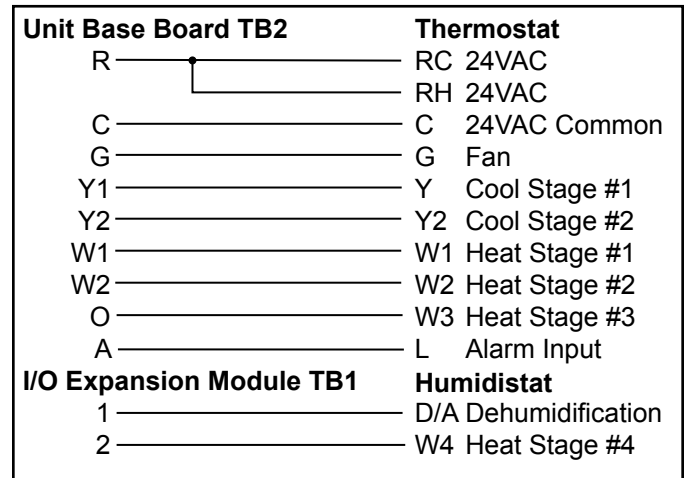 Unit Base Board TB2 Thermostat
R RC 24VAC
RH 24VAC
C C 24VAC Common
G G Fan
Y1 Y Cool Stage #1
Y2 Y2 Cool Stage #2
W1 W1 Heat Stage #1
W2 W2 Heat Stage #2
O W3 Heat Stage #3
A L Alarm Input
I/O Expansion Module TB1 Humidistat
1 D/A Dehumidification
2 W4 Heat Stage #4